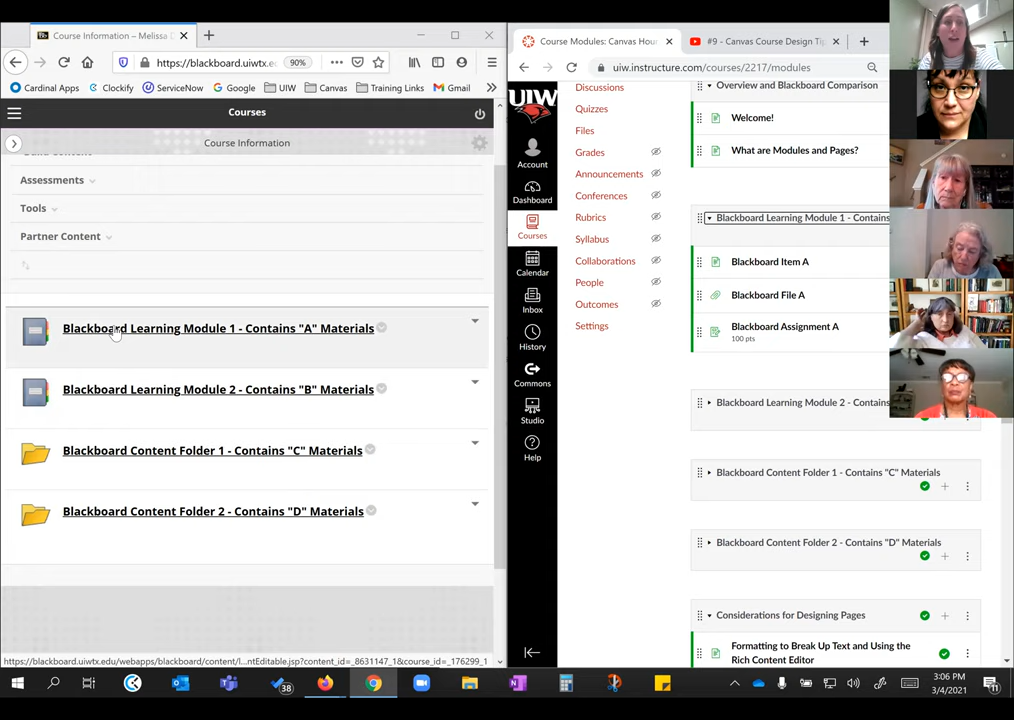 Course Information – Melissa
https://blackboard.uiwtx.e
90%
Cardinal Apps
Clockify
ServiceNow
Google
Canvas
Training Links
Gmail
Courses
Course Information
Assessments
Tools
Partner Content
Blackboard Learning Module 1 - Contains "A" Materials
Blackboard Learning Module 2 - Contains "B" Materials
Blackboard Content Folder 1 - Contains "C" Materials
Blackboard Content Folder 2 - Contains "D" Materials
https://blackboard.uiwtx.edu/webapps/blackboard/content/l...ntEditable.jsp?content_id=_8631147_1&course_id=_176299_1
Course Modules: Canvas Hou
#9 - Canvas Course Design Tip
uiw.instructure.com/courses/2217/modules
UIW
Account
Dashboard
Courses
Calendar
Inbox
History
Commons
Studio
Help
Discussions
Quizzes
Files
Grades
Announcements
Conferences
Rubrics
Syllabus
Collaborations
People
Outcomes
Settings
Overview and Blackboard Comparison
Welcome!
What are Modules and Pages?
Blackboard Learning Module 1 - Contains
Blackboard Item A
Blackboard File A
Blackboard Assignment A
100 pts
Blackboard Learning Module 2 - Contains
Blackboard Content Folder 1 - Contains "C" Materials
Blackboard Content Folder 2 - Contains "D" Materials
Considerations for Designing Pages
Formatting to Break Up Text and Using the
Rich Content Editor
38
3:06 PM
3/4/2021
11